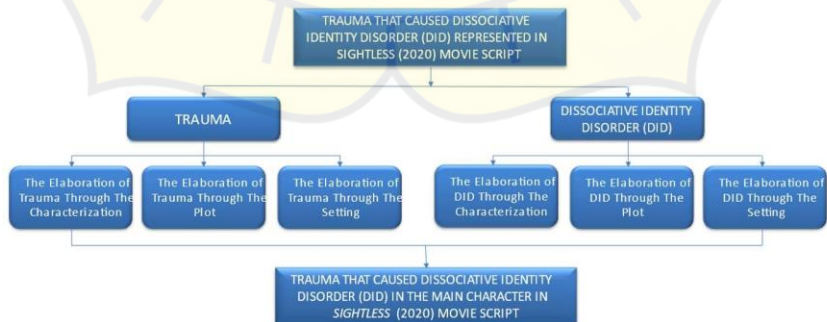 TRAUMA THAT CAUSED DISSOCIATIVE
IDENTITY DISORDER (DID) REPRESENTED IN
SIGHTLESS (2020) MOVIE SCRIPT
TRAUMA
DISSOCIATIVE IDENTITY
DISORDER (DID)
The Elaboration of
Trauma Through The
Characterization
The Elaboration of
Trauma Through The
Plot
The Elaboration of
Trauma Through The
Setting
The Elaboration of
DID Through The
Characterization
The Elaboration of
DID Through The
Plot
The Elaboration of
DID Through The
Setting
TRAUMA THAT CAUSED DISSOCIATIVE IDENTITY
DISORDER (DID) IN THE MAIN CHARACTER IN
SIGHTLESS (2020) MOVIE SCRIPT